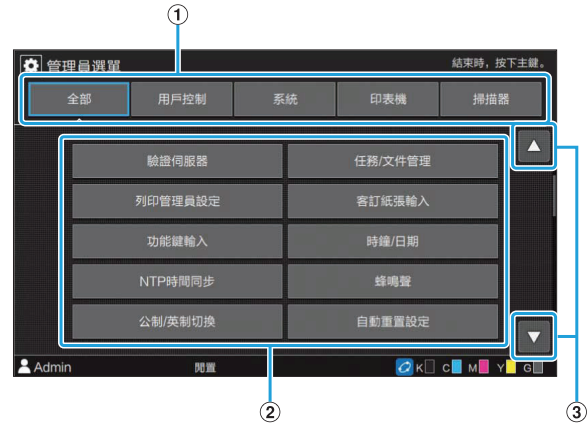 ①
管理員選單
結束時，按下主鍵。
全部 用戶控制 系統 印表機 掃描器
驗證伺服器 任務/文件管理
列印管理員設定 客訂紙張輸入
功能鍵輸入 時鐘/日期
NTP時間同步 蜂鳴聲
公制/英制切換 自動重置設定
Admin 閒置 K C M Y G
② ③